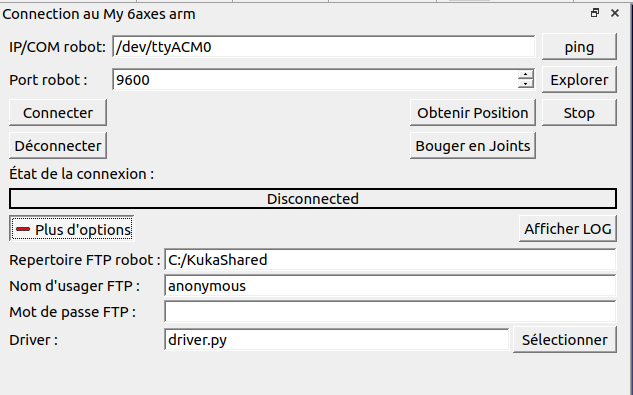 Connection au My 6axes arm
IP/COM robot: /dev/ttyACM0 ping
Port robot : 9600 Explorer
Connecter Obtenir Position Stop
Déconnecter Bouger en Joints
État de la connexion :
Disconnected
Plus d'options Afficher LOG
Repertoire FTP robot : C:/KukaShared
Nom d'usager FTP : anonymous
Mot de passe FTP :
Driver : driver.py Sélectionner